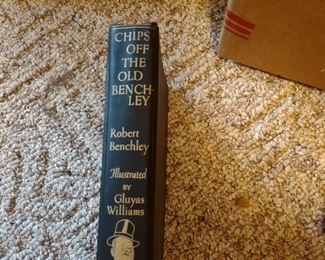 CHIPS
OFF
THE
OLD
BENCH-
LEY
Robert
Benchley
Illustrated
BY
Gluyas
Williams